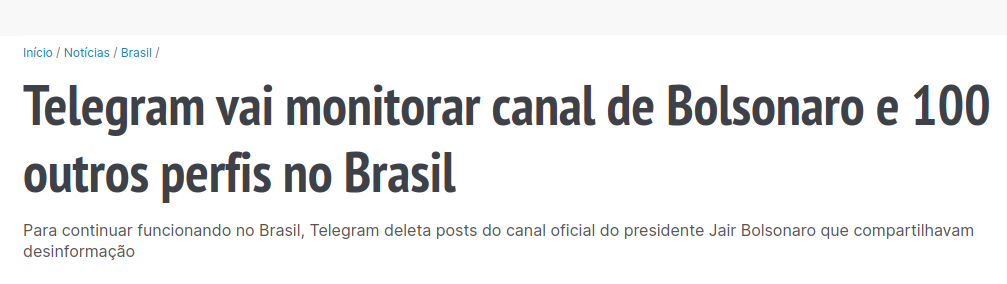 Início / Notícias / Brasil /
Telegram vai monitorar canal de Bolsonaro e 100
outros perfis no Brasil
Para continuar funcionando no Brasil, Telegram deleta posts do canal oficial do presidente Jair Bolsonaro que compartilhavam
desinformação